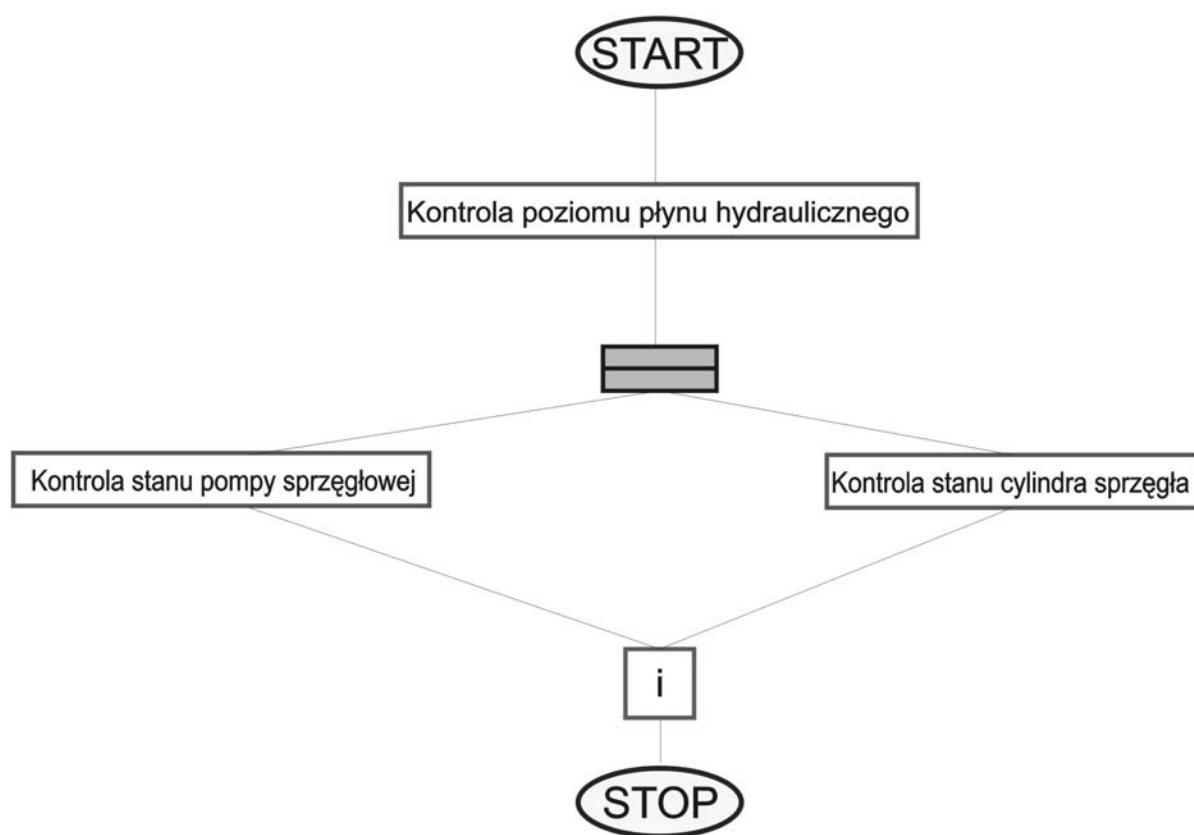 START
Kontrola poziomu płynu hydraulicznego
Kontrola stanu pompy sprzęgłowej
Kontrola stanu cylindra sprzęgła
i
STOP